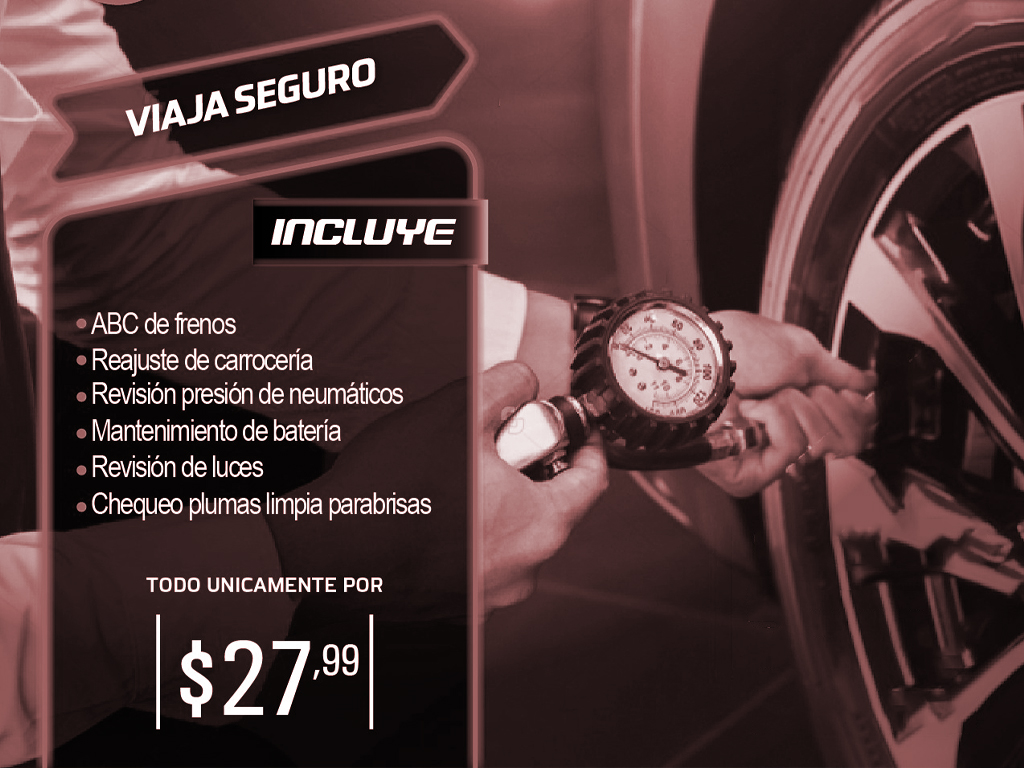 VIAJA SEGURO
INCLUYE
ABC de frenos
Reajuste de carrocería
Revisión presión de neumáticos
Mantenimiento de batería
Revisión de luces
Chequeo plumas limpia parabrisas
TODO UNICAMENTE POR
$27,99